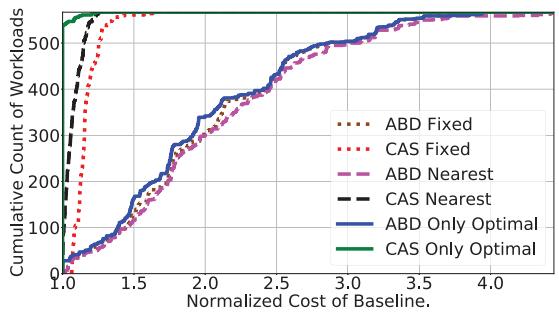 Cumulative Count of Workloads
500
400
300
200
100
0
1.0 1.5 2.0 2.5 3.0 3.5 4.0
Normalized Cost of Baseline.
ABD Fixed
CAS Fixed
ABD Nearest
CAS Nearest
ABD Only Optimal
CAS Only Optimal